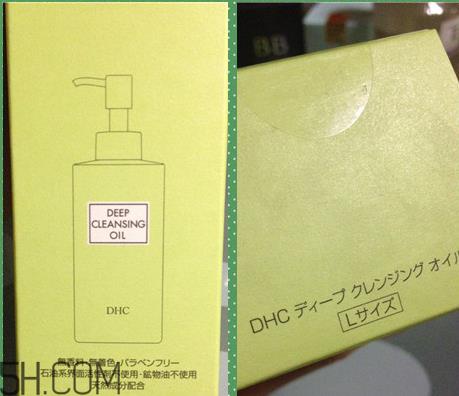 DEEP
CLEANSING
OIL
DHC
無香料・無着色・パラベンフリー
石油系界面活性剤不使用・鉱物油不使用
天然成分配合
5H.COM
BB
DHC ディープ クレンジング オイル
Lサイズ